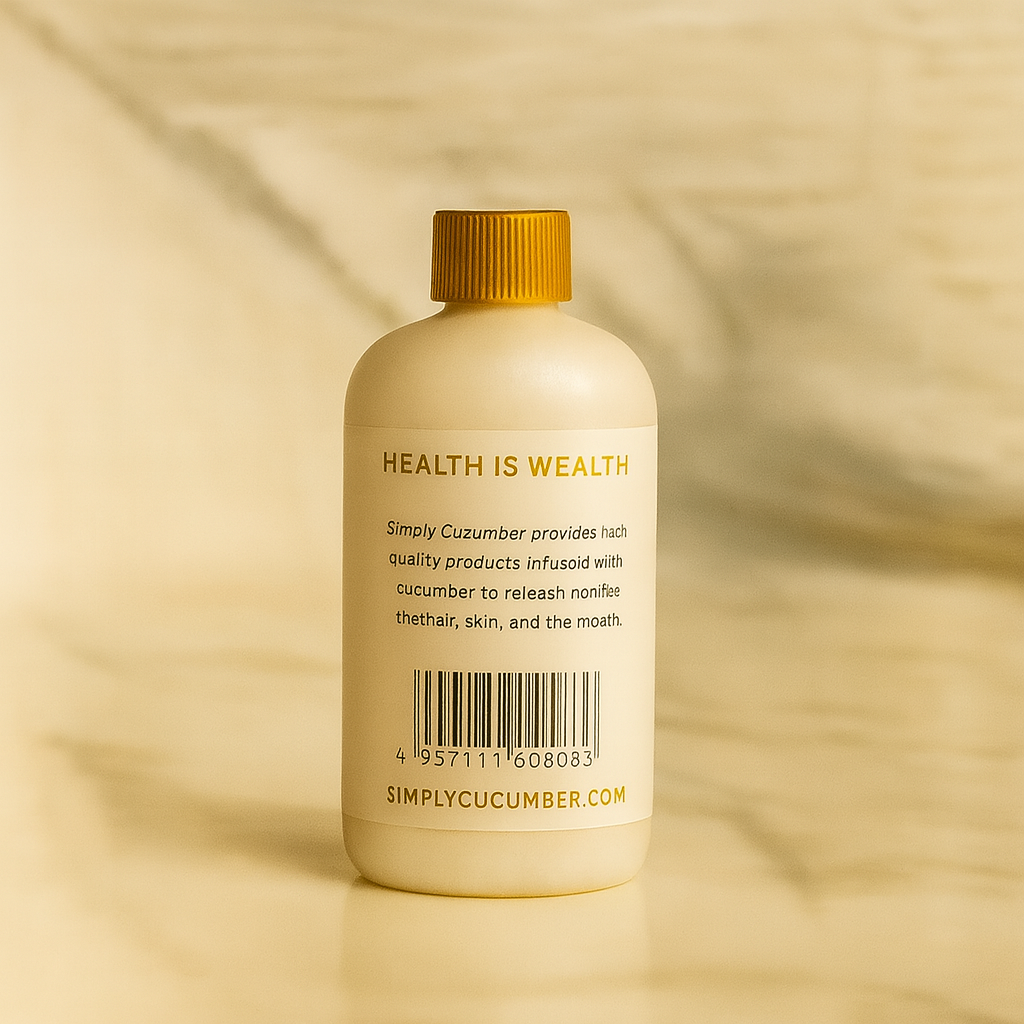 HEALTH IS WEALTH
Simply Cuzumber provides hach
quality products infusoid wiith
cucumber to releash noniflee
thethair, skin, and the moath.
4 957111 608083
SIMPLYCUCUMBER.COM